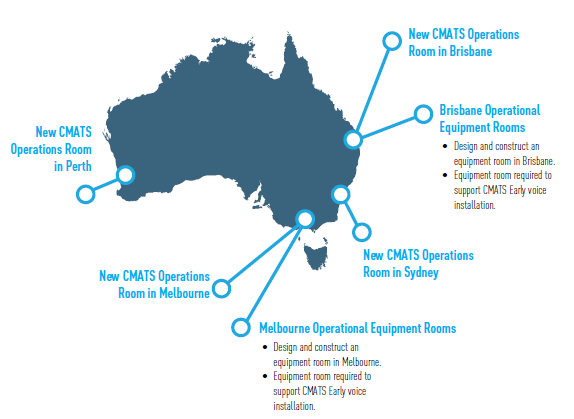 New CMATS Operations
Room in Brisbane
Brisbane Operational
Equipment Rooms
• Design and construct an
equipment room in Brisbane.
• Equipment room required to
support CMATS Early voice
installation.
New CMATS
Operations Room
in Perth
New CMATS Operations
Room in Sydney
New CMATS Operations
Room in Melbourne
Melbourne Operational Equipment Rooms
• Design and construct an
equipment room in Melbourne.
• Equipment room required to
support CMATS Early voice
installation.